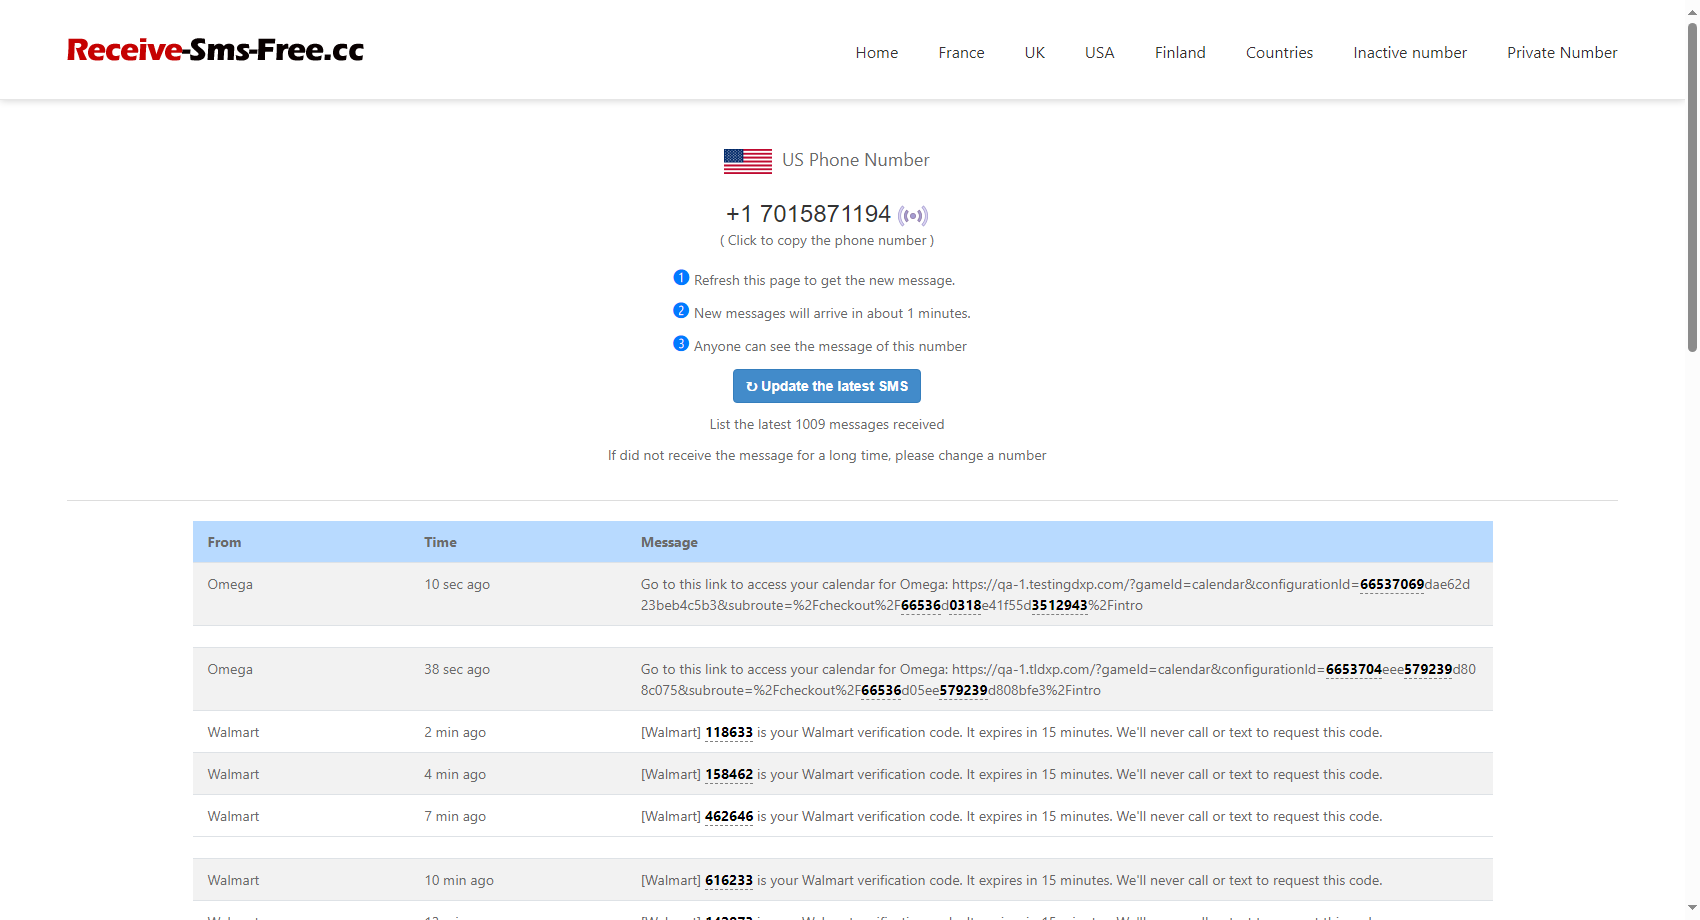 Receive-Sms-Free.cc
Home France UK USA Finland Countries Inactive number Private Number
US Phone Number
+1 7015871194
( Click to copy the phone number )
1 Refresh this page to get the new message.
2 New messages will arrive in about 1 minutes.
3 Anyone can see the message of this number
↻ Update the latest SMS
List the latest 1009 messages received
If did not receive the message for a long time, please change a number
From Time Message
Omega 10 sec ago Go to this link to access your calendar for Omega: https://qa-1.testingdxp.com/?gameId=calendar&configurationId=66537069dae62d
23beb4c5b3&subroute=%2Fcheckout%2F66536d0318e41f55d3512943%2Fintro
Omega 38 sec ago Go to this link to access your calendar for Omega: https://qa-1.tldxp.com/?gameId=calendar&configurationId=6653704eee579239d80
8c075&subroute=%2Fcheckout%2F66536d05ee579239d808bfe3%2Fintro
Walmart 2 min ago [Walmart] 118633 is your Walmart verification code. It expires in 15 minutes. We'll never call or text to request this code.
Walmart 4 min ago [Walmart] 158462 is your Walmart verification code. It expires in 15 minutes. We'll never call or text to request this code.
Walmart 7 min ago [Walmart] 462646 is your Walmart verification code. It expires in 15 minutes. We'll never call or text to request this code.
Walmart 10 min ago [Walmart] 616233 is your Walmart verification code. It expires in 15 minutes. We'll never call or text to request this code.